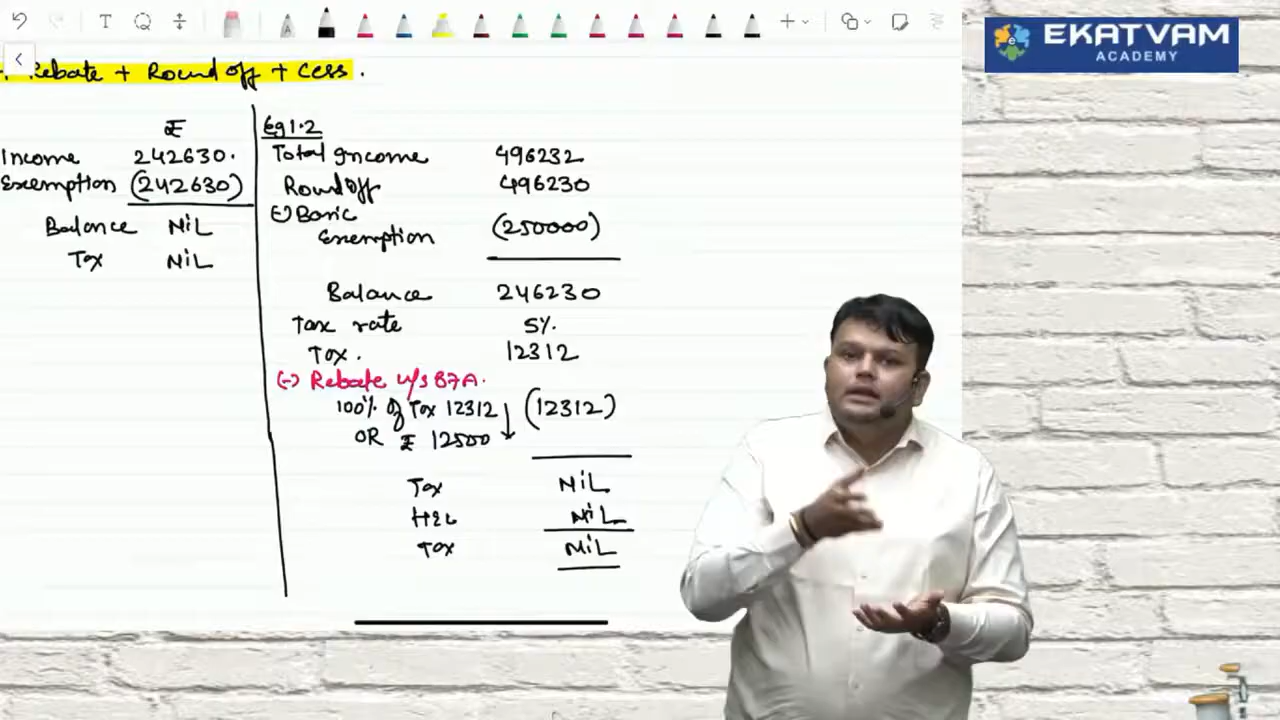 Rebate + Round off + Cess.
₹
Income 242630.
Exemption (242630)
Balance NiL
Tax NiL
Eg 1.2
Total Income 496232
Round off 496230
(-) Basic
Exemption (250000)
Balance 246230
Tax rate 5%.
Tax. 12312
(-) Rebate u/s 87A.
100% of Tax 12312 ↓ (12312)
OR ₹ 12500
Tax NiL
H&C NiL
Tax NiL
EKATVAM
ACADEMY